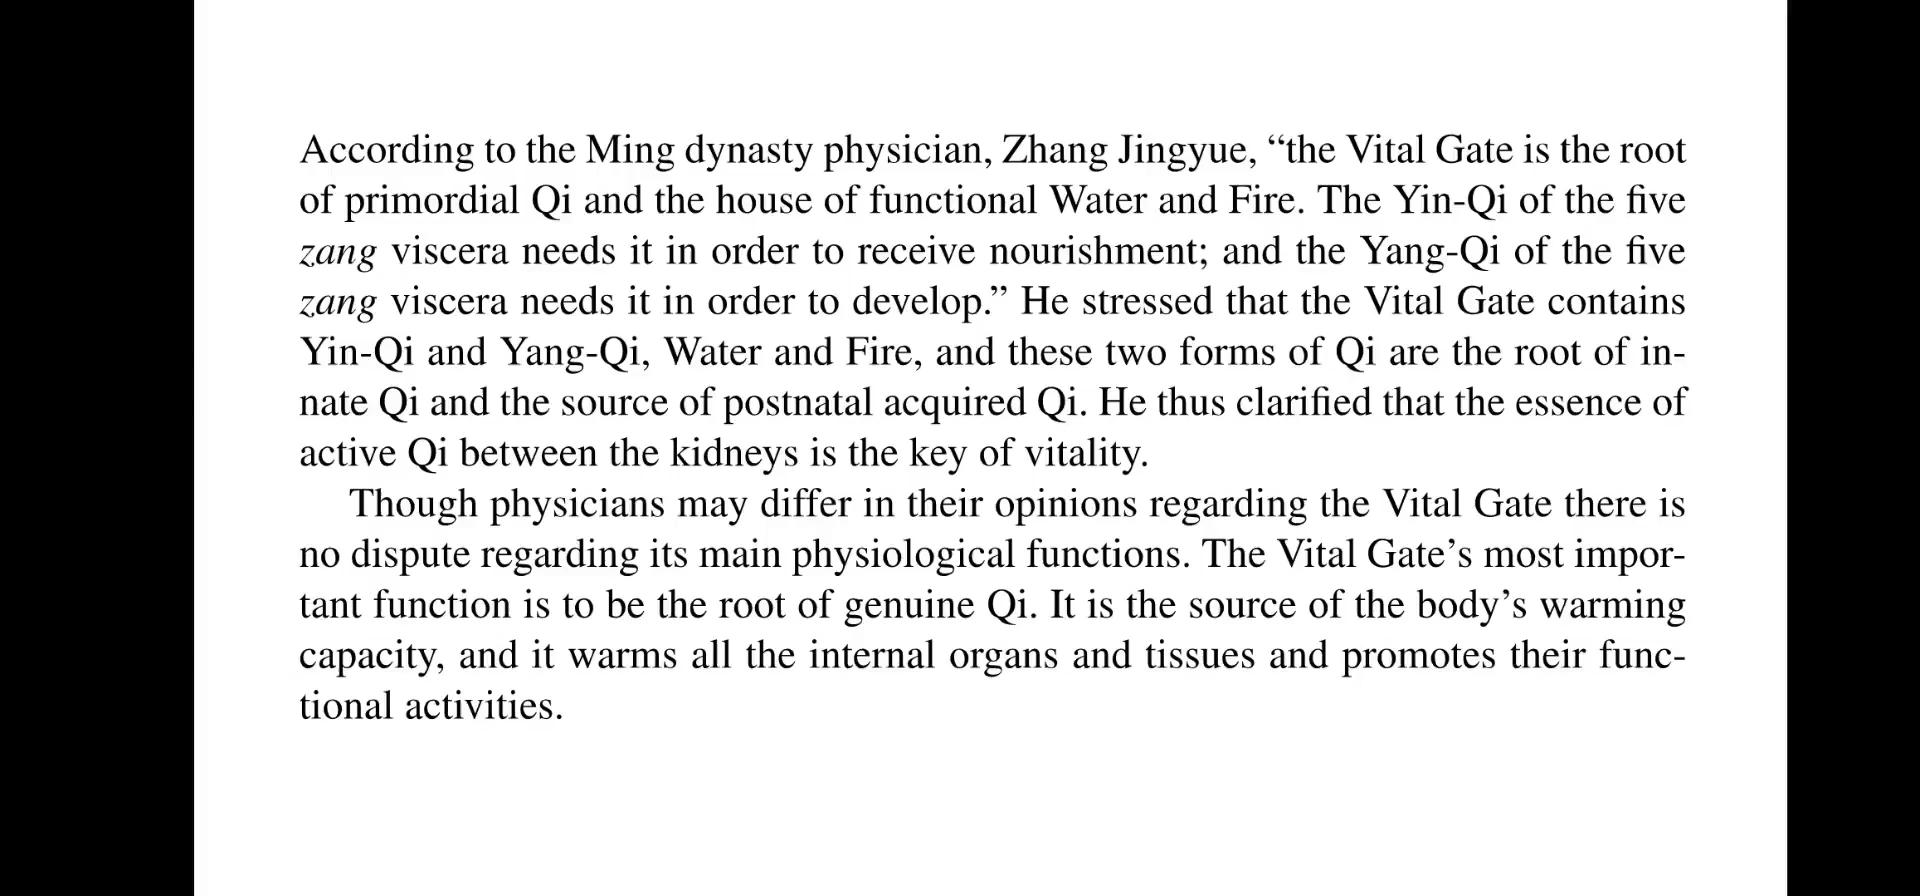 According to the Ming dynasty physician, Zhang Jingyue, “the Vital Gate is the root
of primordial Qi and the house of functional Water and Fire. The Yin-Qi of the five
zang viscera needs it in order to receive nourishment; and the Yang-Qi of the five
zang viscera needs it in order to develop.” He stressed that the Vital Gate contains
Yin-Qi and Yang-Qi, Water and Fire, and these two forms of Qi are the root of in-
nate Qi and the source of postnatal acquired Qi. He thus clarified that the essence of
active Qi between the kidneys is the key of vitality.
Though physicians may differ in their opinions regarding the Vital Gate there is
no dispute regarding its main physiological functions. The Vital Gate’s most impor-
tant function is to be the root of genuine Qi. It is the source of the body’s warming
capacity, and it warms all the internal organs and tissues and promotes their func-
tional activities.